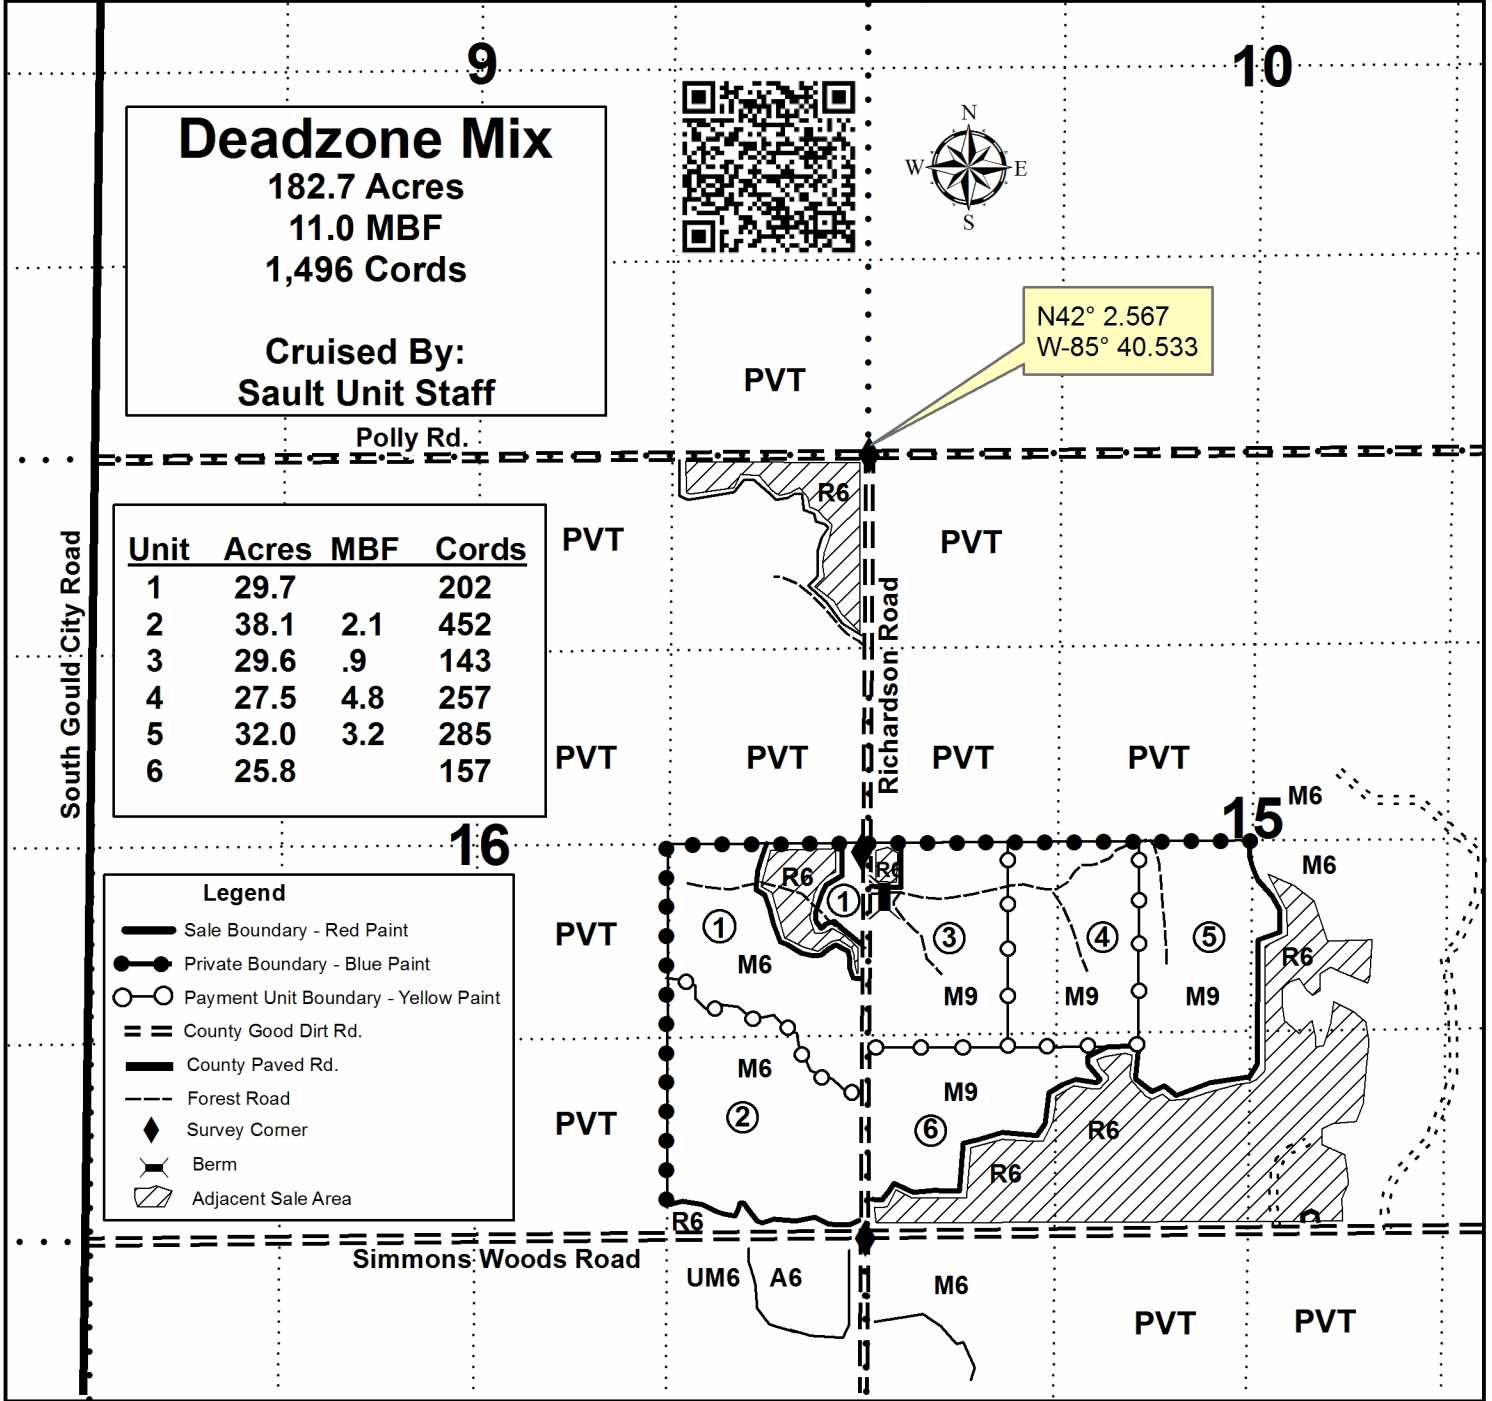 9
10
Deadzone Mix
182.7 Acres
11.0 MBF
1,496 Cords
Cruised By:
Sault Unit Staff
N
W
E
S
N42° 2.567
W-85° 40.533
PVT
Polly Rd.
R6
Unit Acres MBF Cords
1 29.7 202
2 38.1 2.1 452
3 29.6 .9 143
4 27.5 4.8 257
5 32.0 3.2 285
6 25.8 157
PVT
PVT
South Gould City Road
Richardson Road
PVT
PVT
PVT
PVT
M6
15
16
M6
R6
R6
1
1
3
4
5
PVT
M6
R6
M9
M9
M9
Legend
Sale Boundary - Red Paint
Private Boundary - Blue Paint
Payment Unit Boundary - Yellow Paint
County Good Dirt Rd.
County Paved Rd.
Forest Road
Survey Corner
Berm
Adjacent Sale Area
M6
M9
PVT
2
6
R6
R6
R6
Simmons Woods Road
UM6
A6
M6
PVT
PVT